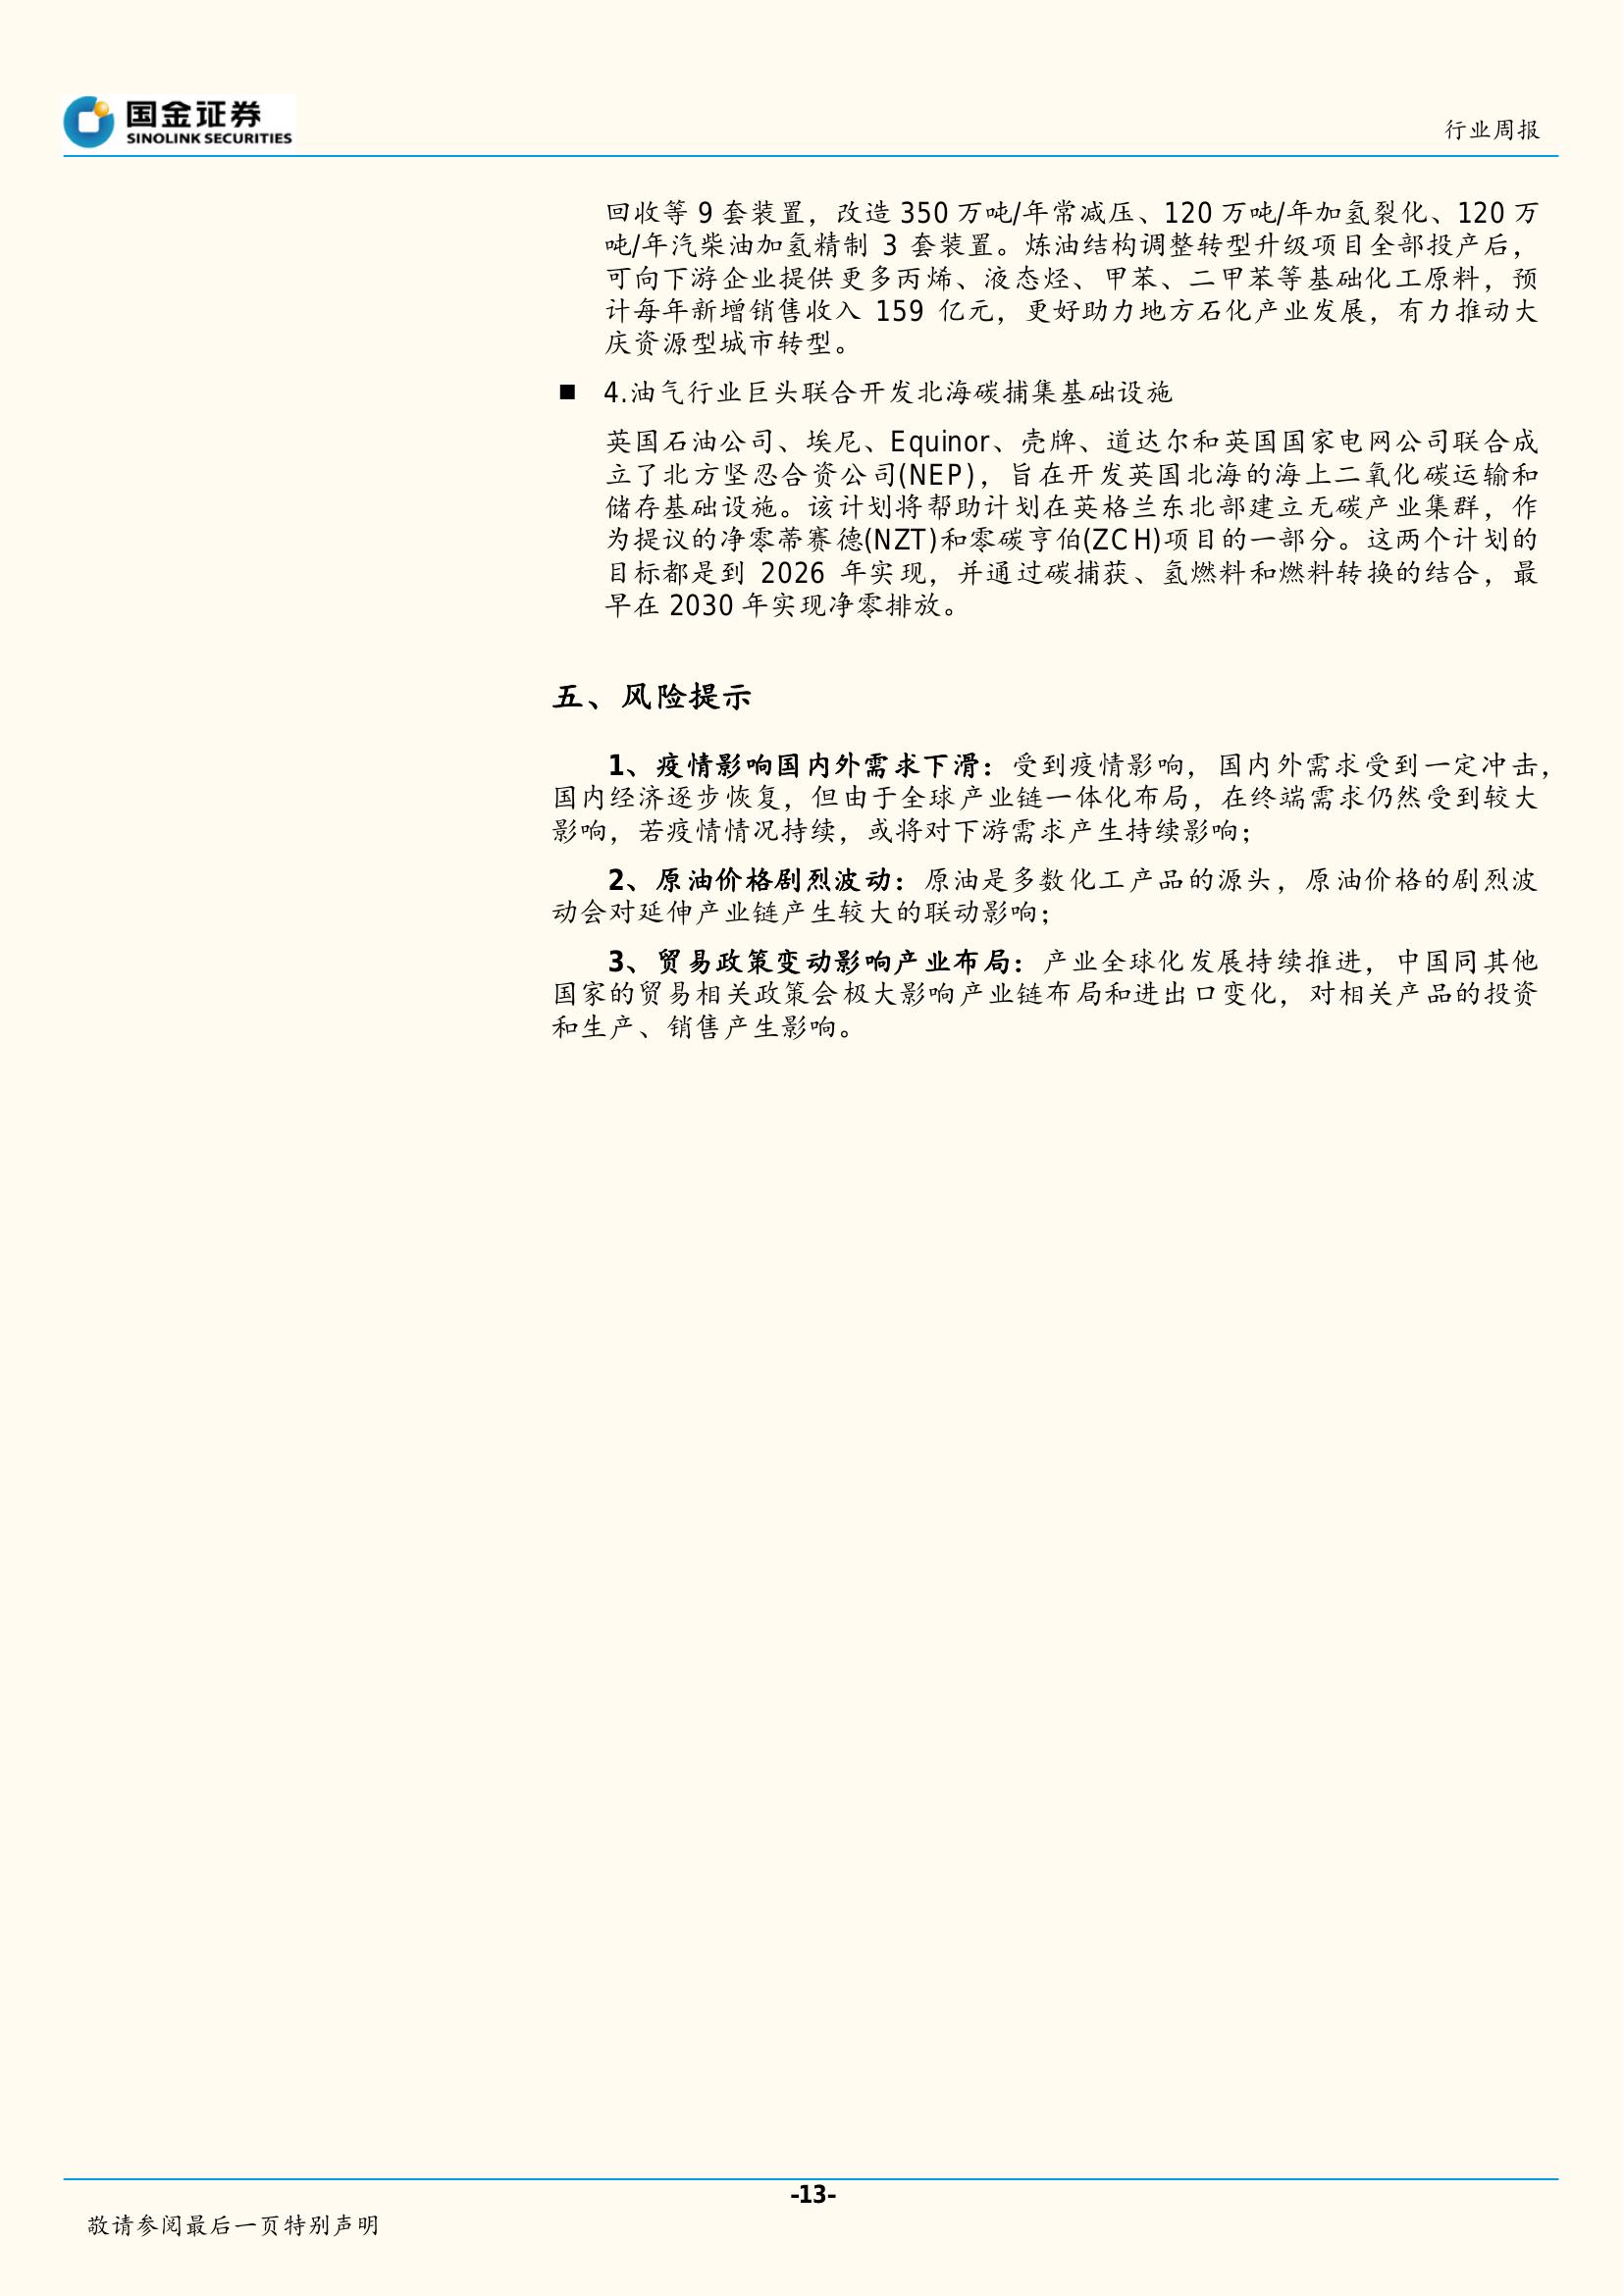 国金证券
SINOLINK SECURITIES
行业周报
回收等 9 套装置，改造 350 万吨/年常减压、120 万吨/年加氢裂化、120 万
吨/年汽柴油加氢精制 3 套装置。炼油结构调整转型升级项目全部投产后，
可向下游企业提供更多丙烯、液态烃、甲苯、二甲苯等基础化工原料，预
计每年新增销售收入 159 亿元，更好助力地方石化产业发展，有力推动大
庆资源型城市转型。
■ 4.油气行业巨头联合开发北海碳捕集基础设施
英国石油公司、埃尼、Equinor、壳牌、道达尔和英国国家电网公司联合成
立了北方坚忍合资公司(NEP)，旨在开发英国北海的海上二氧化碳运输和
储存基础设施。该计划将帮助计划在英格兰东北部建立无碳产业集群，作
为提议的净零蒂赛德(NZT)和零碳亨伯(ZCH)项目的一部分。这两个计划的
目标都是到 2026 年实现，并通过碳捕获、氢燃料和燃料转换的结合，最
早在 2030 年实现净零排放。
五、风险提示
1、疫情影响国内外需求下滑：受到疫情影响，国内外需求受到一定冲击，
国内经济逐步恢复，但由于全球产业链一体化布局，在终端需求仍然受到较大
影响，若疫情情况持续，或将对下游需求产生持续影响；
2、原油价格剧烈波动：原油是多数化工产品的源头，原油价格的剧烈波
动会对延伸产业链产生较大的联动影响；
3、贸易政策变动影响产业布局：产业全球化发展持续推进，中国同其他
国家的贸易相关政策会极大影响产业链布局和进出口变化，对相关产品的投资
和生产、销售产生影响。
-13-
敬请参阅最后一页特别声明